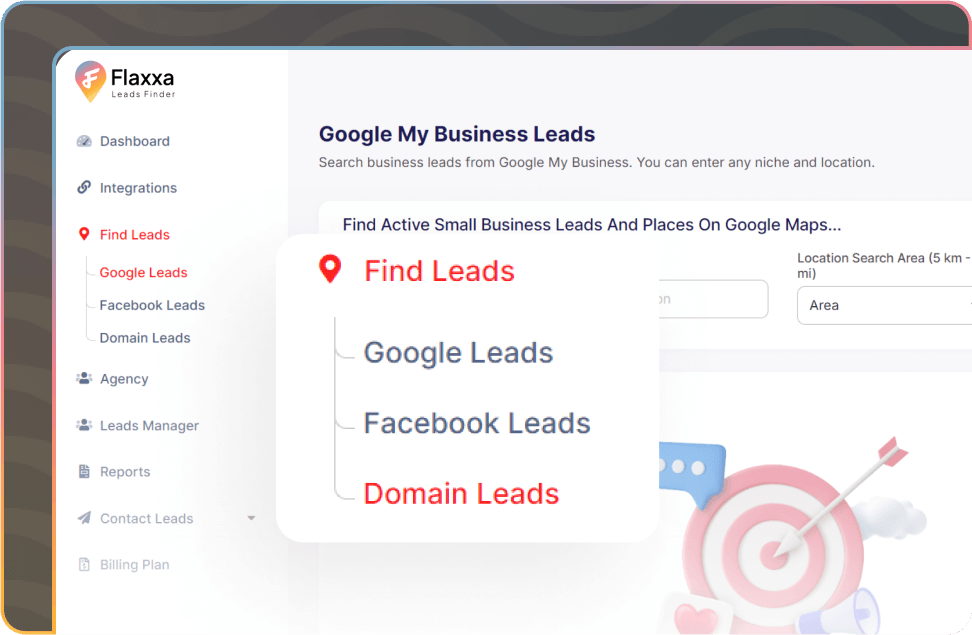 Flaxxa
Leads Finder
Dashboard
Integrations
Find Leads
Google Leads
Facebook Leads
Domain Leads
Agency
Leads Manager
Reports
Contact Leads
Billing Plan
Google My Business Leads
Search business leads from Google My Business. You can enter any niche and location.
Find Active Small Business Leads And Places On Google Maps...
Location Search Area (5 km -
mi)
on
Area
Find Leads
Google Leads
Facebook Leads
Domain Leads